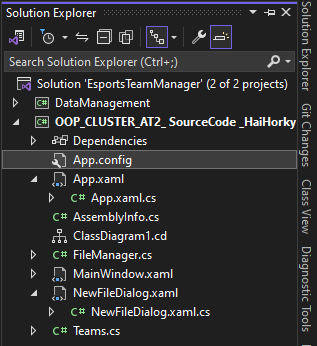 Solution Explorer
Search Solution Explorer (Ctrl+;)
Solution 'EsportsTeamManager' (2 of 2 projects)
DataManagement
OOP_CLUSTER_AT2_ SourceCode _HaiHorky
Dependencies
App.config
App.xaml
C# App.xaml.cs
C# AssemblyInfo.cs
ClassDiagram1.cd
C# FileManager.cs
MainWindow.xaml
NewFileDialog.xaml
C# NewFileDialog.xaml.cs
C# Teams.cs
Solution Explorer
Git Changes
Class View
Diagnostic Tools